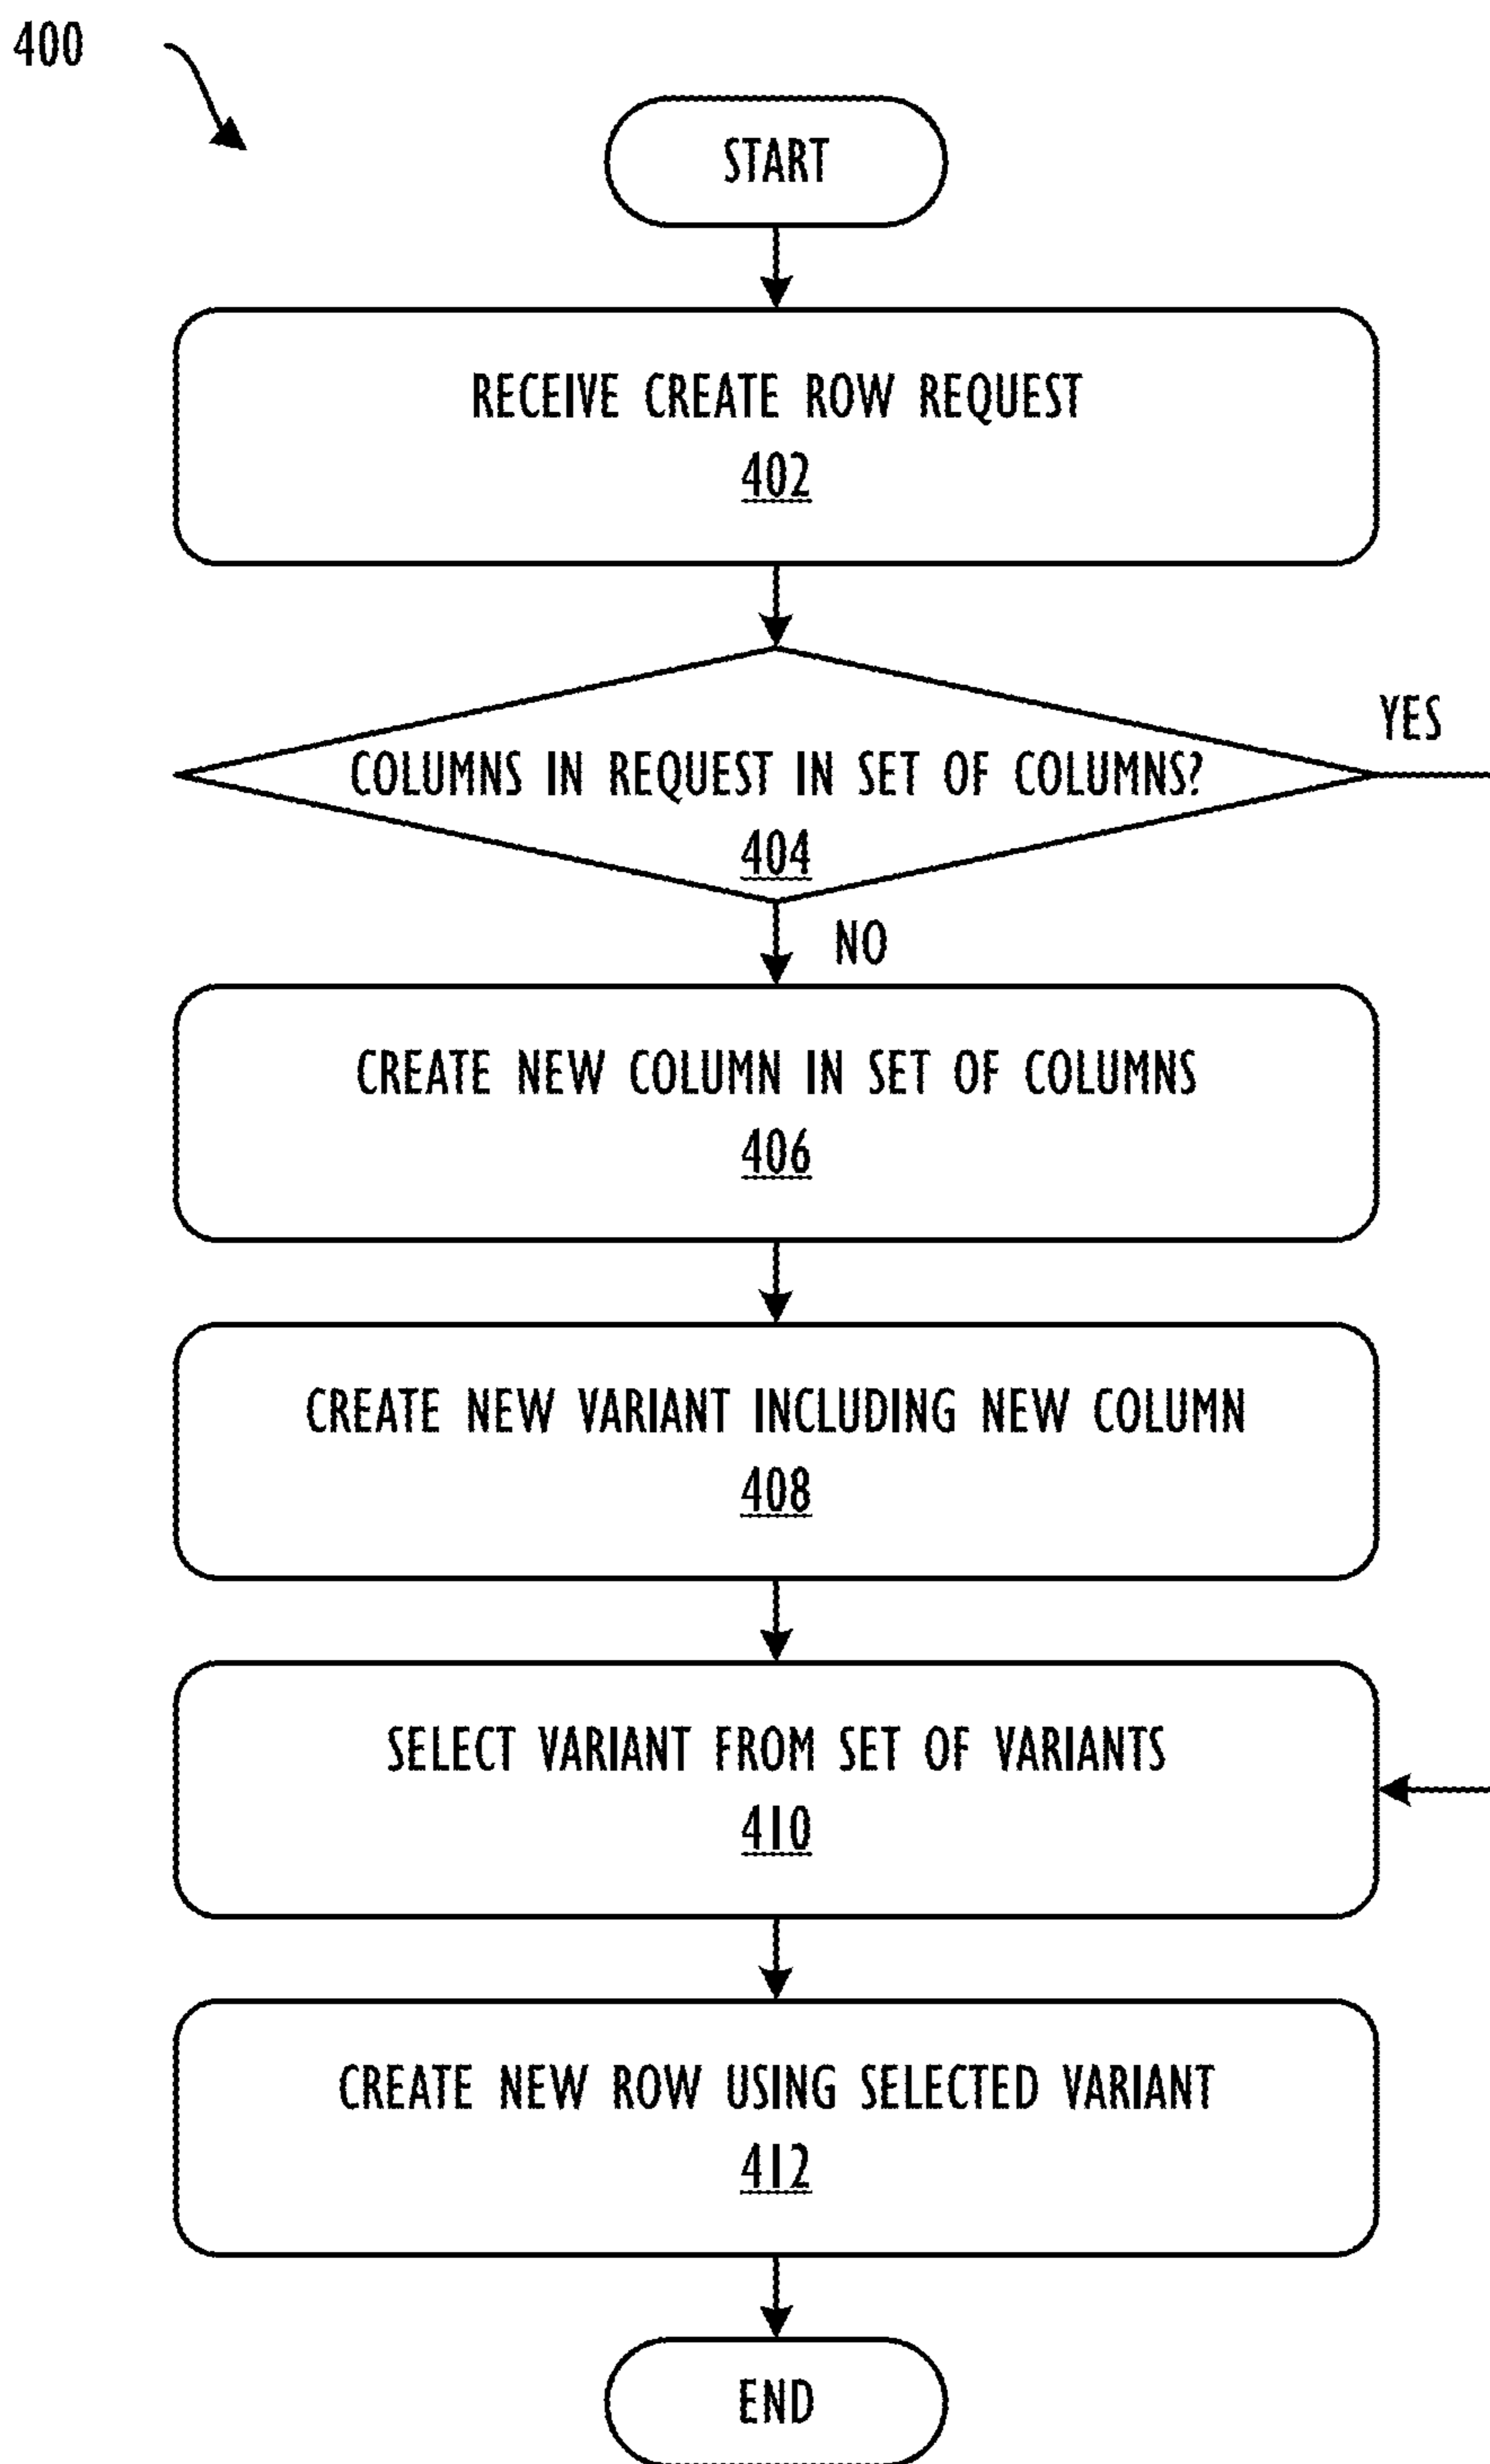 400
START
RECEIVE CREATE ROW REQUEST
402
YES
COLUMNS IN REQUEST IN SET OF COLUMNS?
404
NO
CREATE NEW COLUMN IN SET OF COLUMNS
406
CREATE NEW VARIANT INCLUDING NEW COLUMN
408
SELECT VARIANT FROM SET OF VARIANTS
410
CREATE NEW ROW USING SELECTED VARIANT
412
END